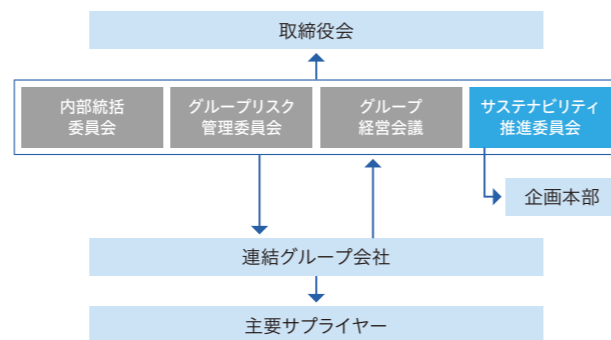 取締役会
内部統括
委員会
グループリスク
管理委員会
グループ
経営会議
サステナビリティ
推進委員会
企画本部
連結グループ会社
主要サプライヤー